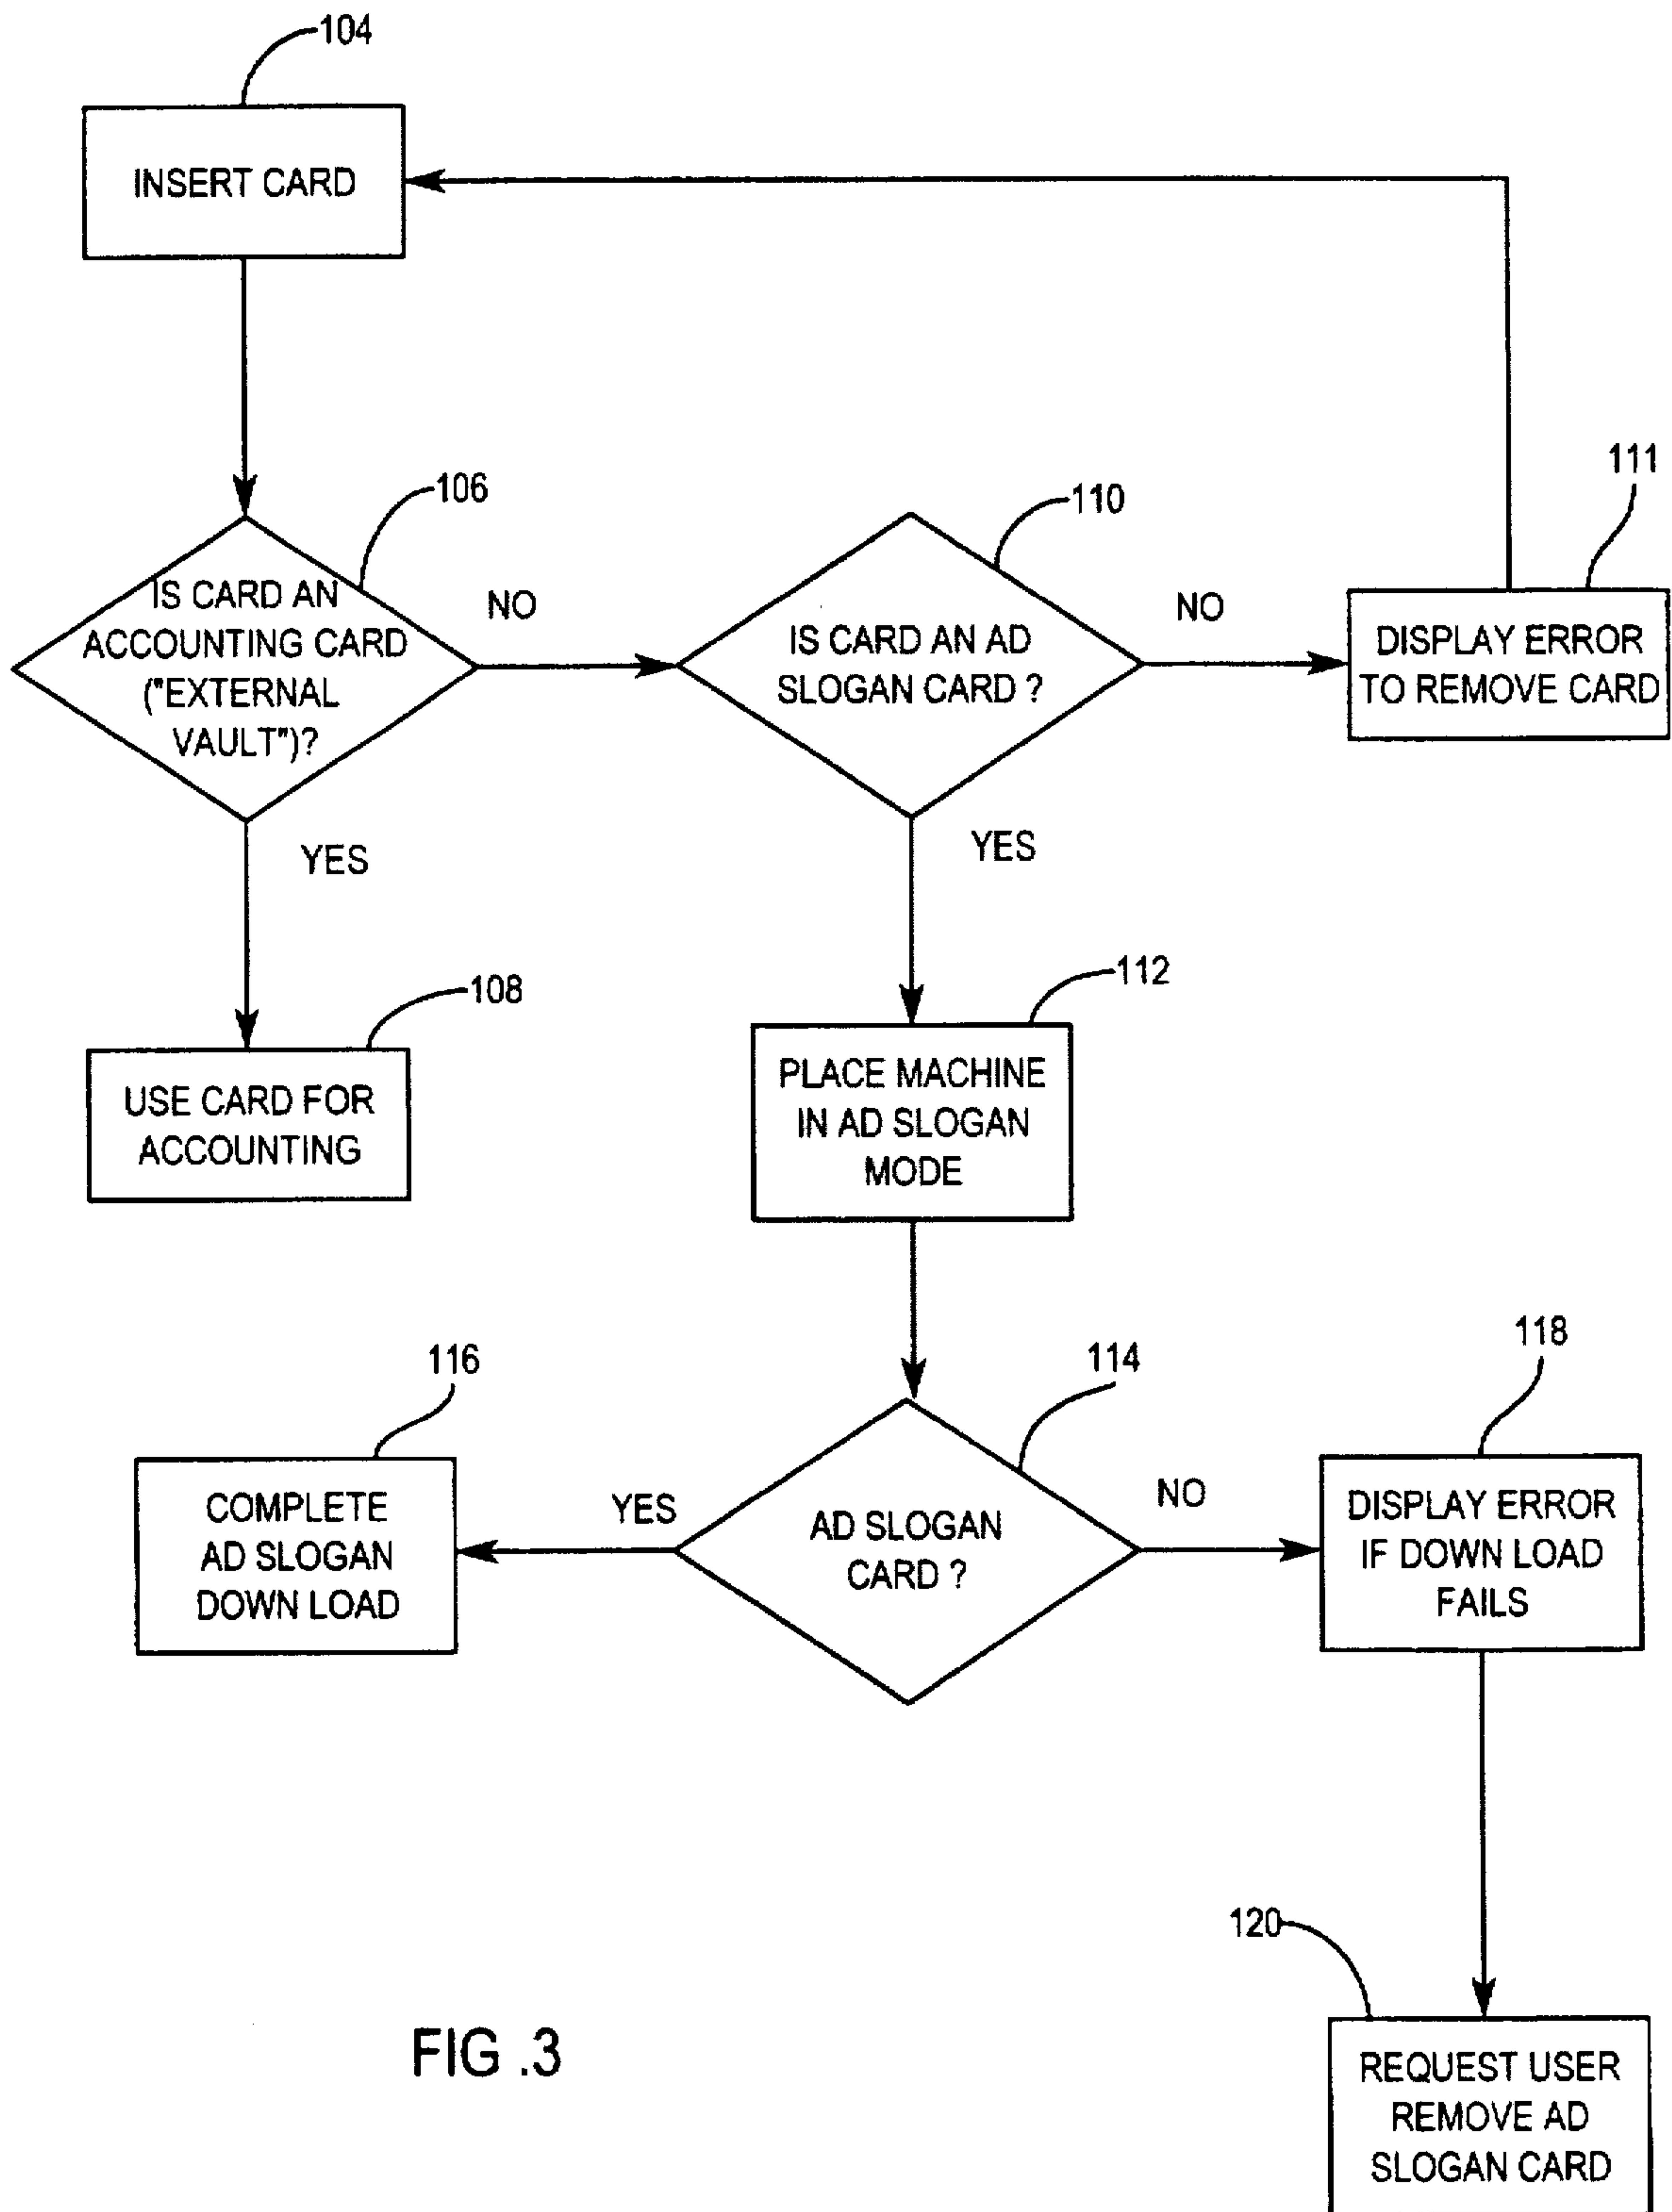 104
INSERT CARD
106
IS CARD AN
ACCOUNTING CARD
("EXTERNAL
VAULT")?
NO
110
IS CARD AN AD
SLOGAN CARD ?
NO
111
DISPLAY ERROR
TO REMOVE CARD
YES
108
USE CARD FOR
ACCOUNTING
YES
112
PLACE MACHINE
IN AD SLOGAN
MODE
116
COMPLETE
AD SLOGAN
DOWN LOAD
YES
114
AD SLOGAN
CARD ?
NO
118
DISPLAY ERROR
IF DOWN LOAD
FAILS
120
REQUEST USER
REMOVE AD
SLOGAN CARD
FIG .3